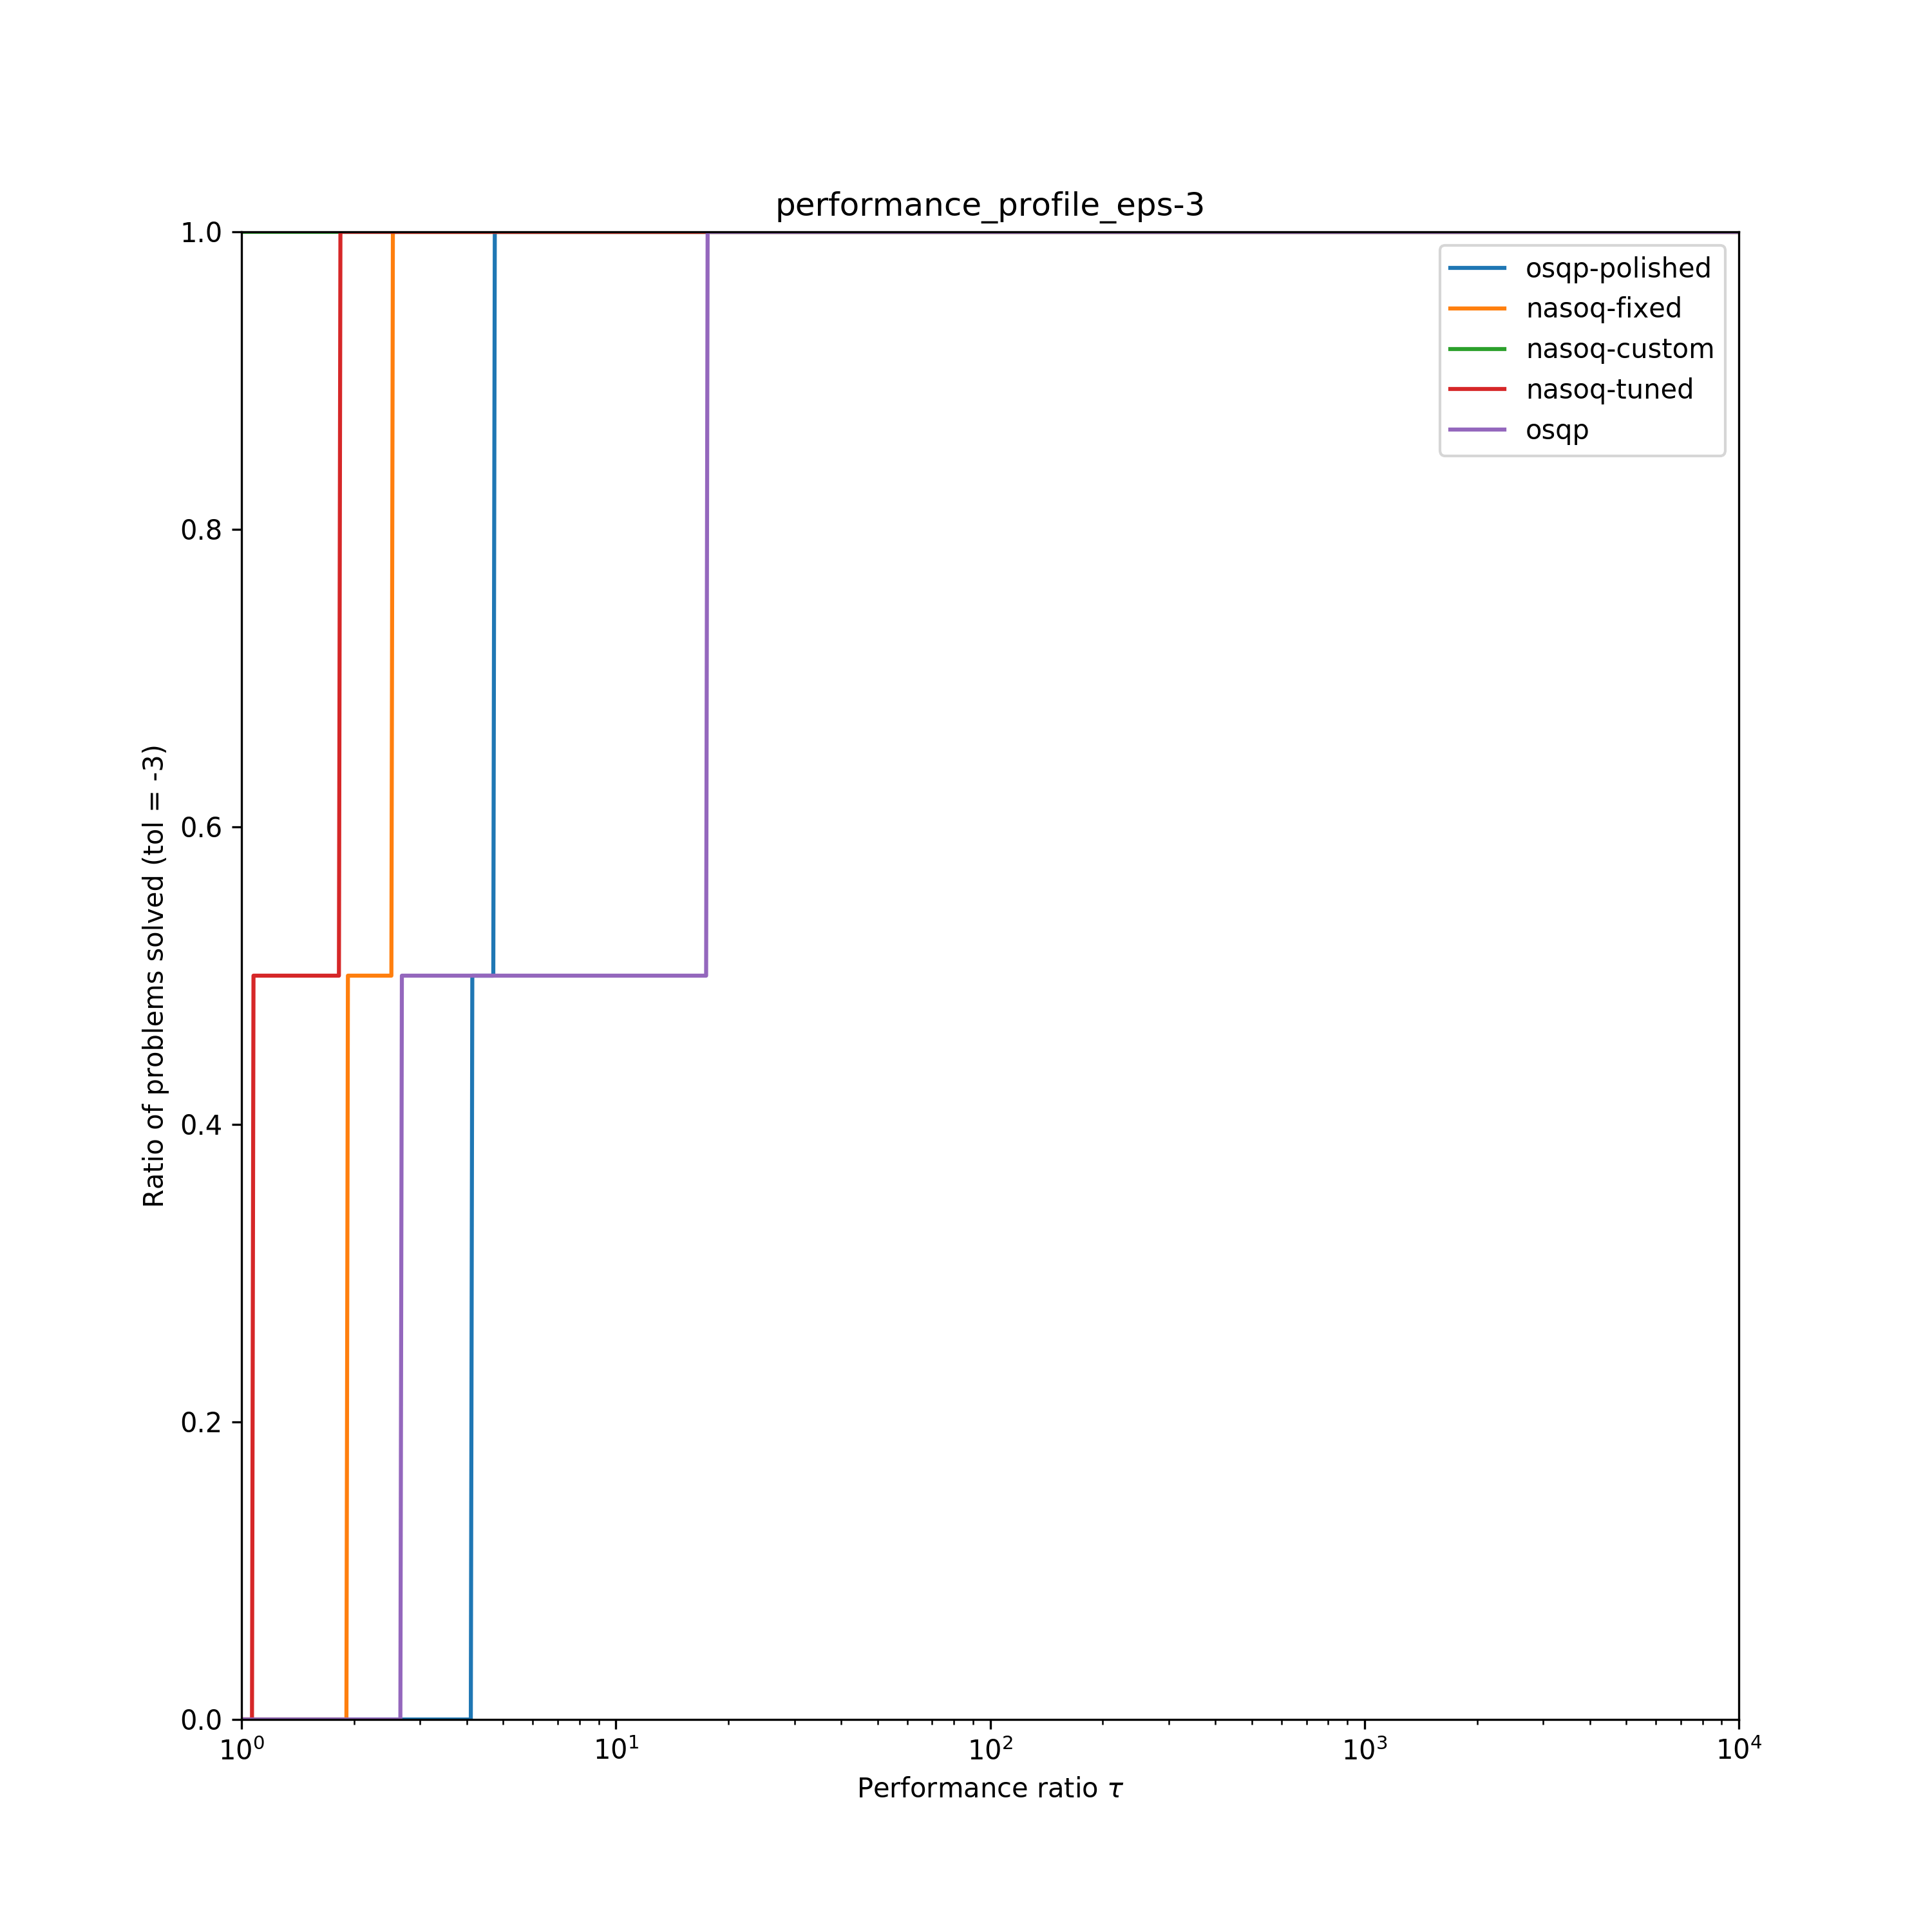 performance_profile_eps-3
1.0
0.8
0.6
0.4
0.2
0.0
Ratio of problems solved (tol = -3)
osqp-polished
nasoq-fixed
nasoq-custom
nasoq-tuned
osqp
10⁰ 10¹ 10² 10³ 10⁴
Performance ratio τ